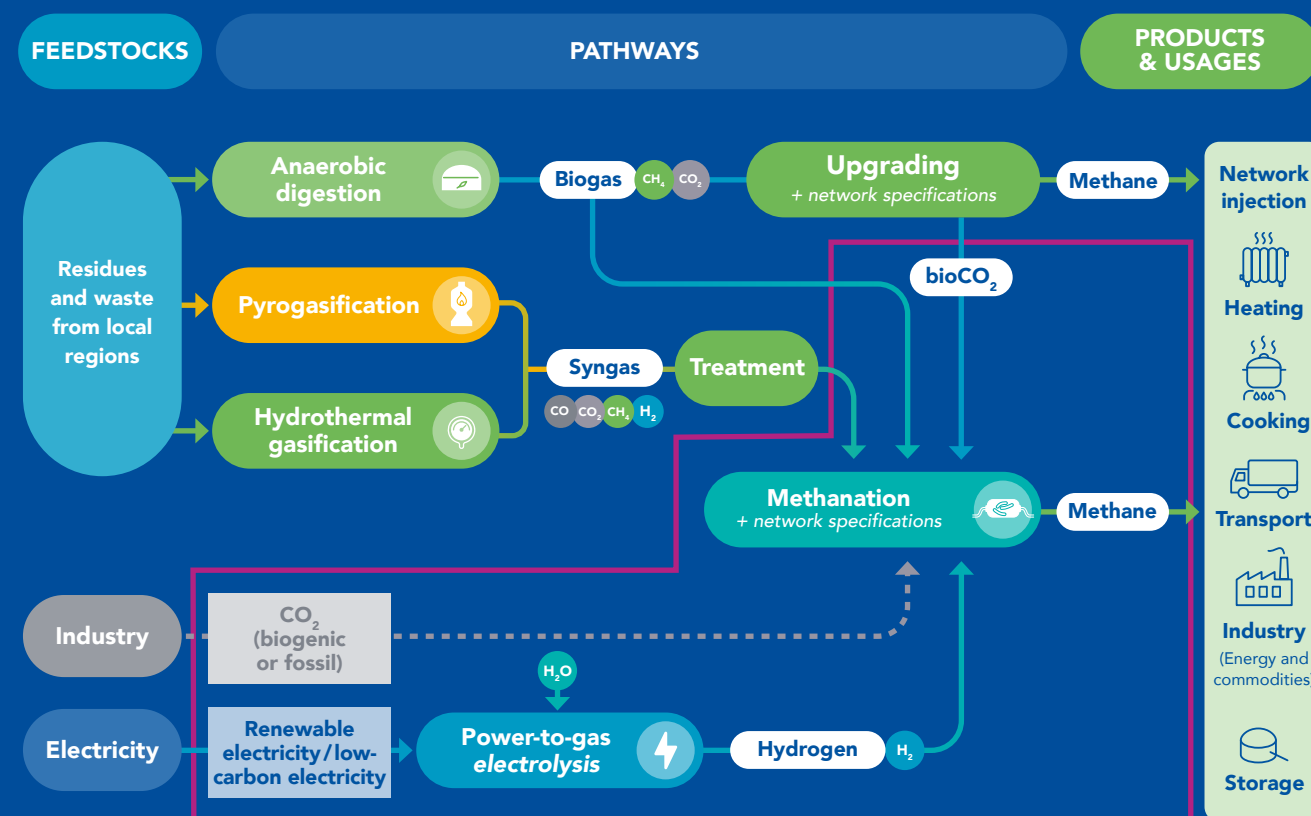 FEEDSTOCKS
PATHWAYS
PRODUCTS
& USAGES
Residues
and waste
from local
regions
Anaerobic
digestion
Biogas
CH₄
CO₂
Upgrading
+ network specifications
Methane
bioCO₂
Pyrogasification
Hydrothermal
gasification
Syngas
CO
CO₂
CH₄
H₂
Treatment
Methanation
+ network specifications
Methane
Industry
CO₂
(biogenic
or fossil)
H₂O
Electricity
Renewable
electricity/low-
carbon electricity
Power-to-gas
electrolysis
Hydrogen
H₂
Network
injection
Heating
Cooking
Transport
Industry
(Energy and
commodities)
Storage